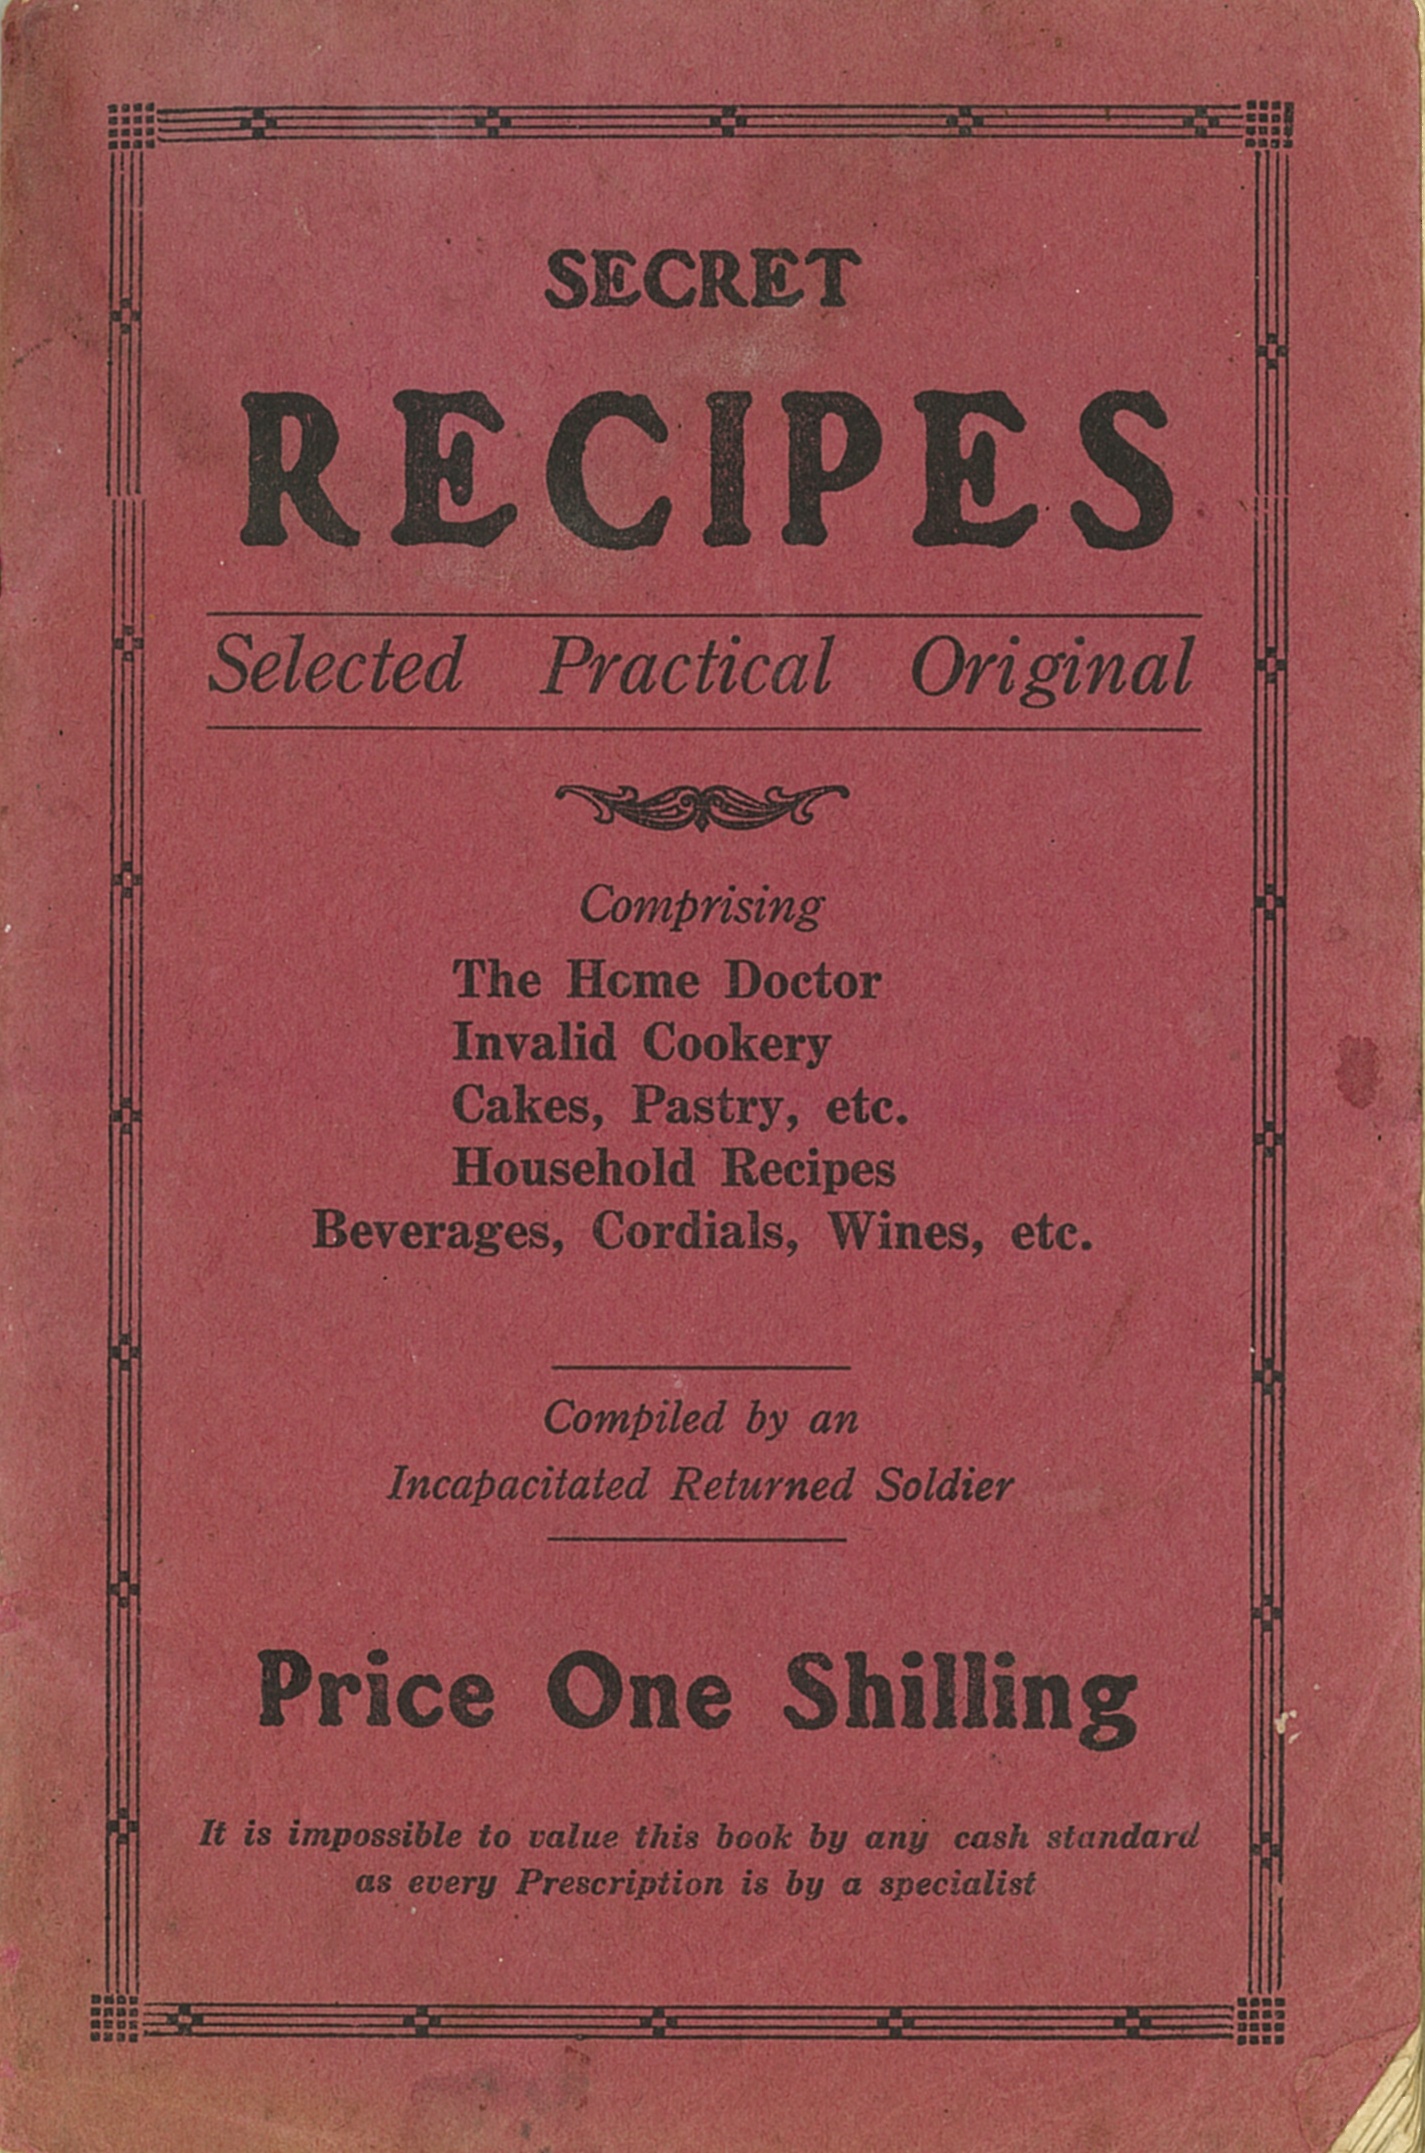 SECRET
RECIPES
Selected Practical Original
Comprising
The Home Doctor
Invalid Cookery
Cakes, Pastry, etc.
Household Recipes
Beverages, Cordials, Wines, etc.
Compiled by an
Incapacitated Returned Soldier
Price One Shilling
It is impossible to value this book by any cash standard
as every Prescription is by a specialist